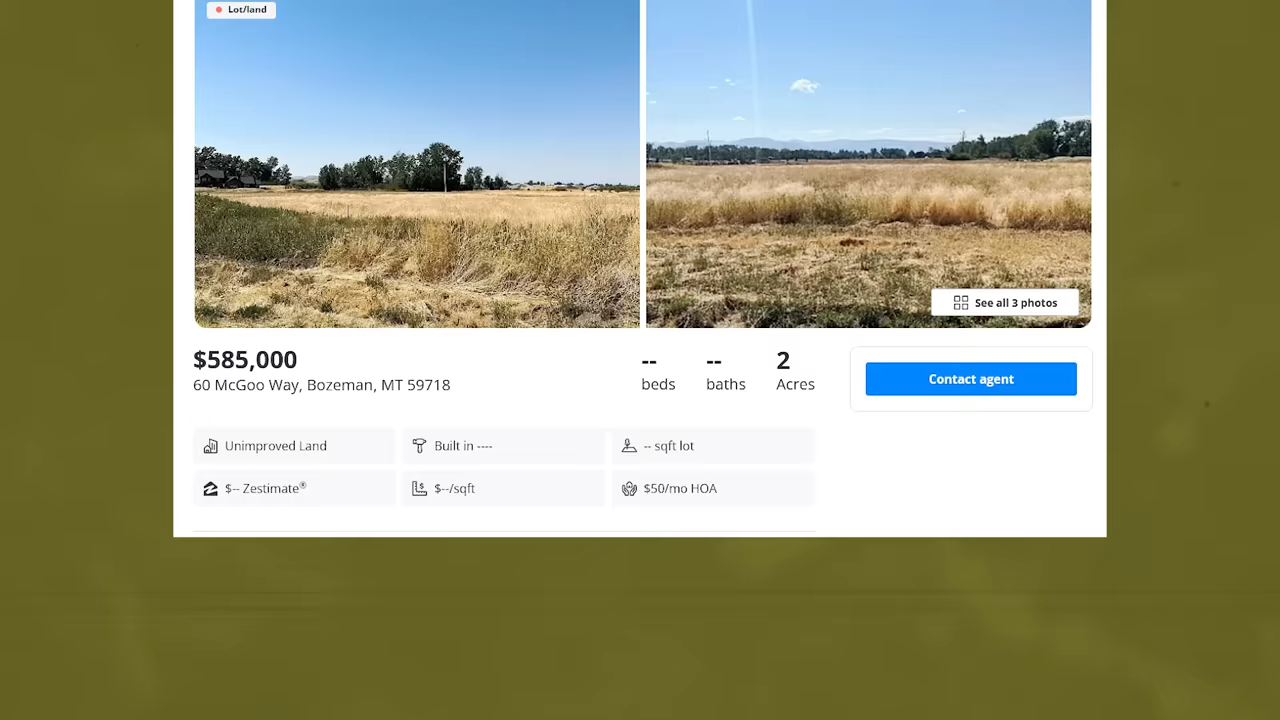 Lot/land
See all 3 photos
$585,000
60 McGoo Way, Bozeman, MT 59718
--
beds
--
baths
2
Acres
Contact agent
Unimproved Land
Built in ----
-- sqft lot
$-- Zestimate®
$--/sqft
$50/mo HOA